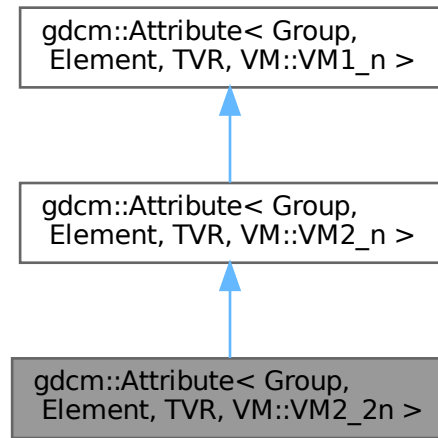 gdcm::Attribute< Group,
Element, TVR, VM::VM1_n >
gdcm::Attribute< Group,
Element, TVR, VM::VM2_n >
gdcm::Attribute< Group,
Element, TVR, VM::VM2_2n >